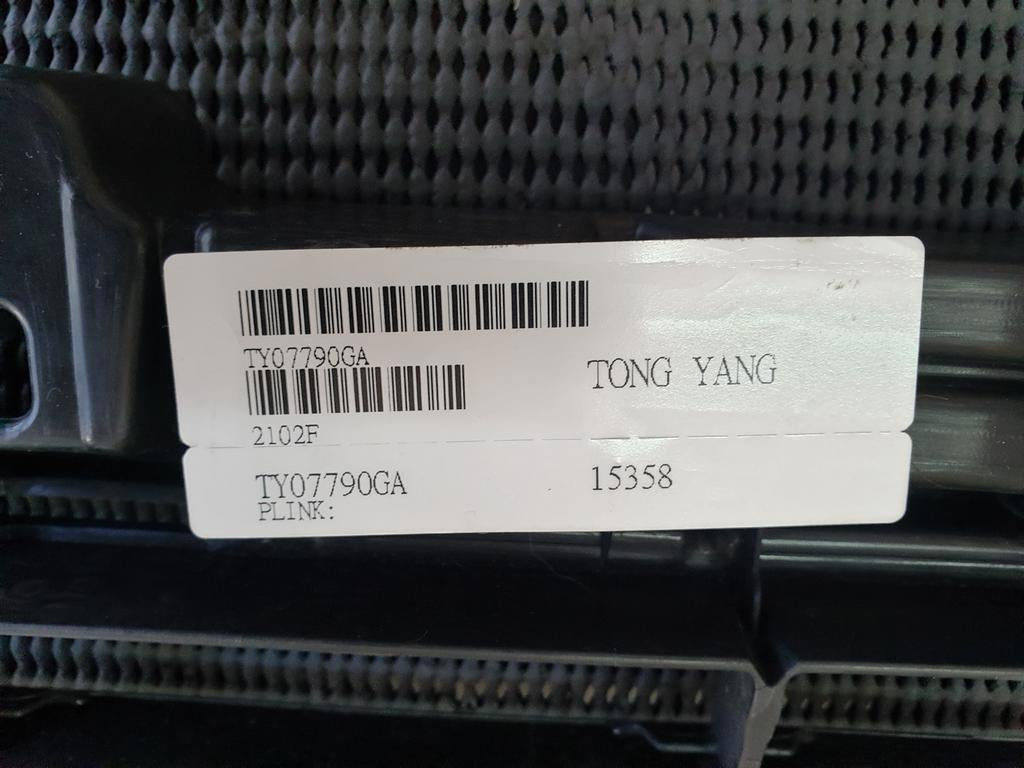 TY07790GA
TONG YANG
2102F
TY07790GA
15358
PLINK: